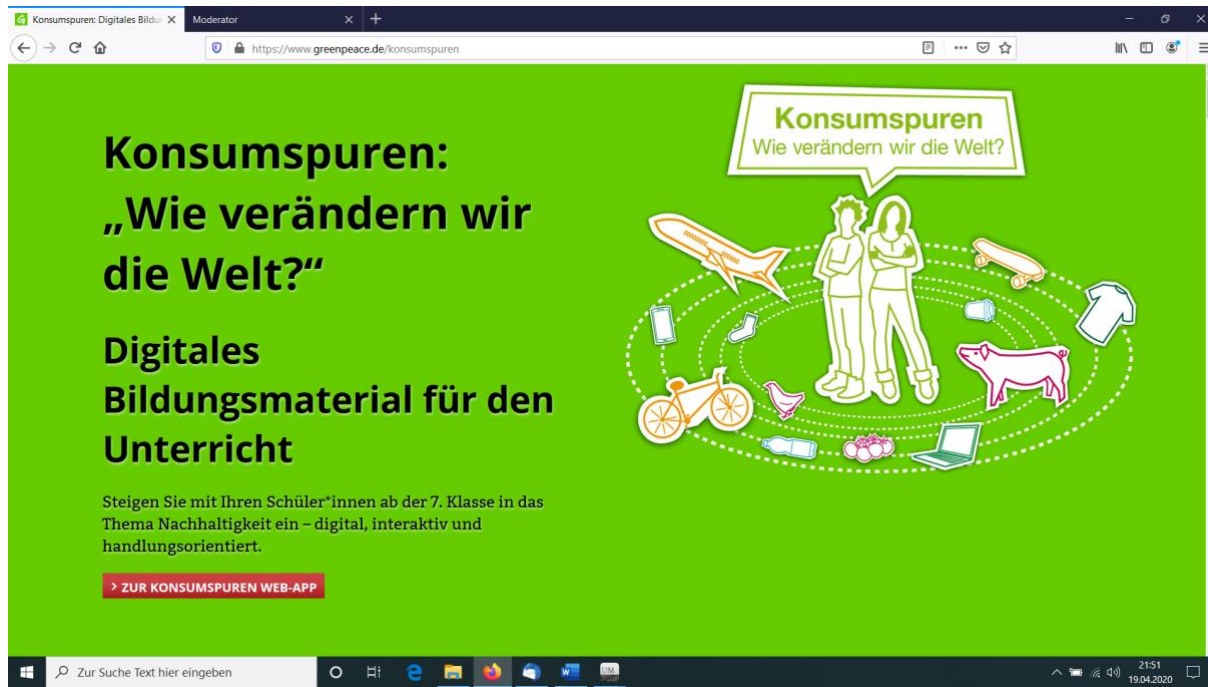 Konsumspuren: Digitales Bildu
Moderator
https://www.greenpeace.de/konsumspuren
Konsumspuren:
„Wie verändern wir
die Welt?“
Digitales
Bildungsmaterial für den
Unterricht
Steigen Sie mit Ihren Schüler*innen ab der 7. Klasse in das
Thema Nachhaltigkeit ein – digital, interaktiv und
handlungsorientiert.
> ZUR KONSUMSPUREN WEB-APP
Konsumspuren
Wie verändern wir die Welt?
Zur Suche Text hier eingeben
UM
21:51
19.04.2020